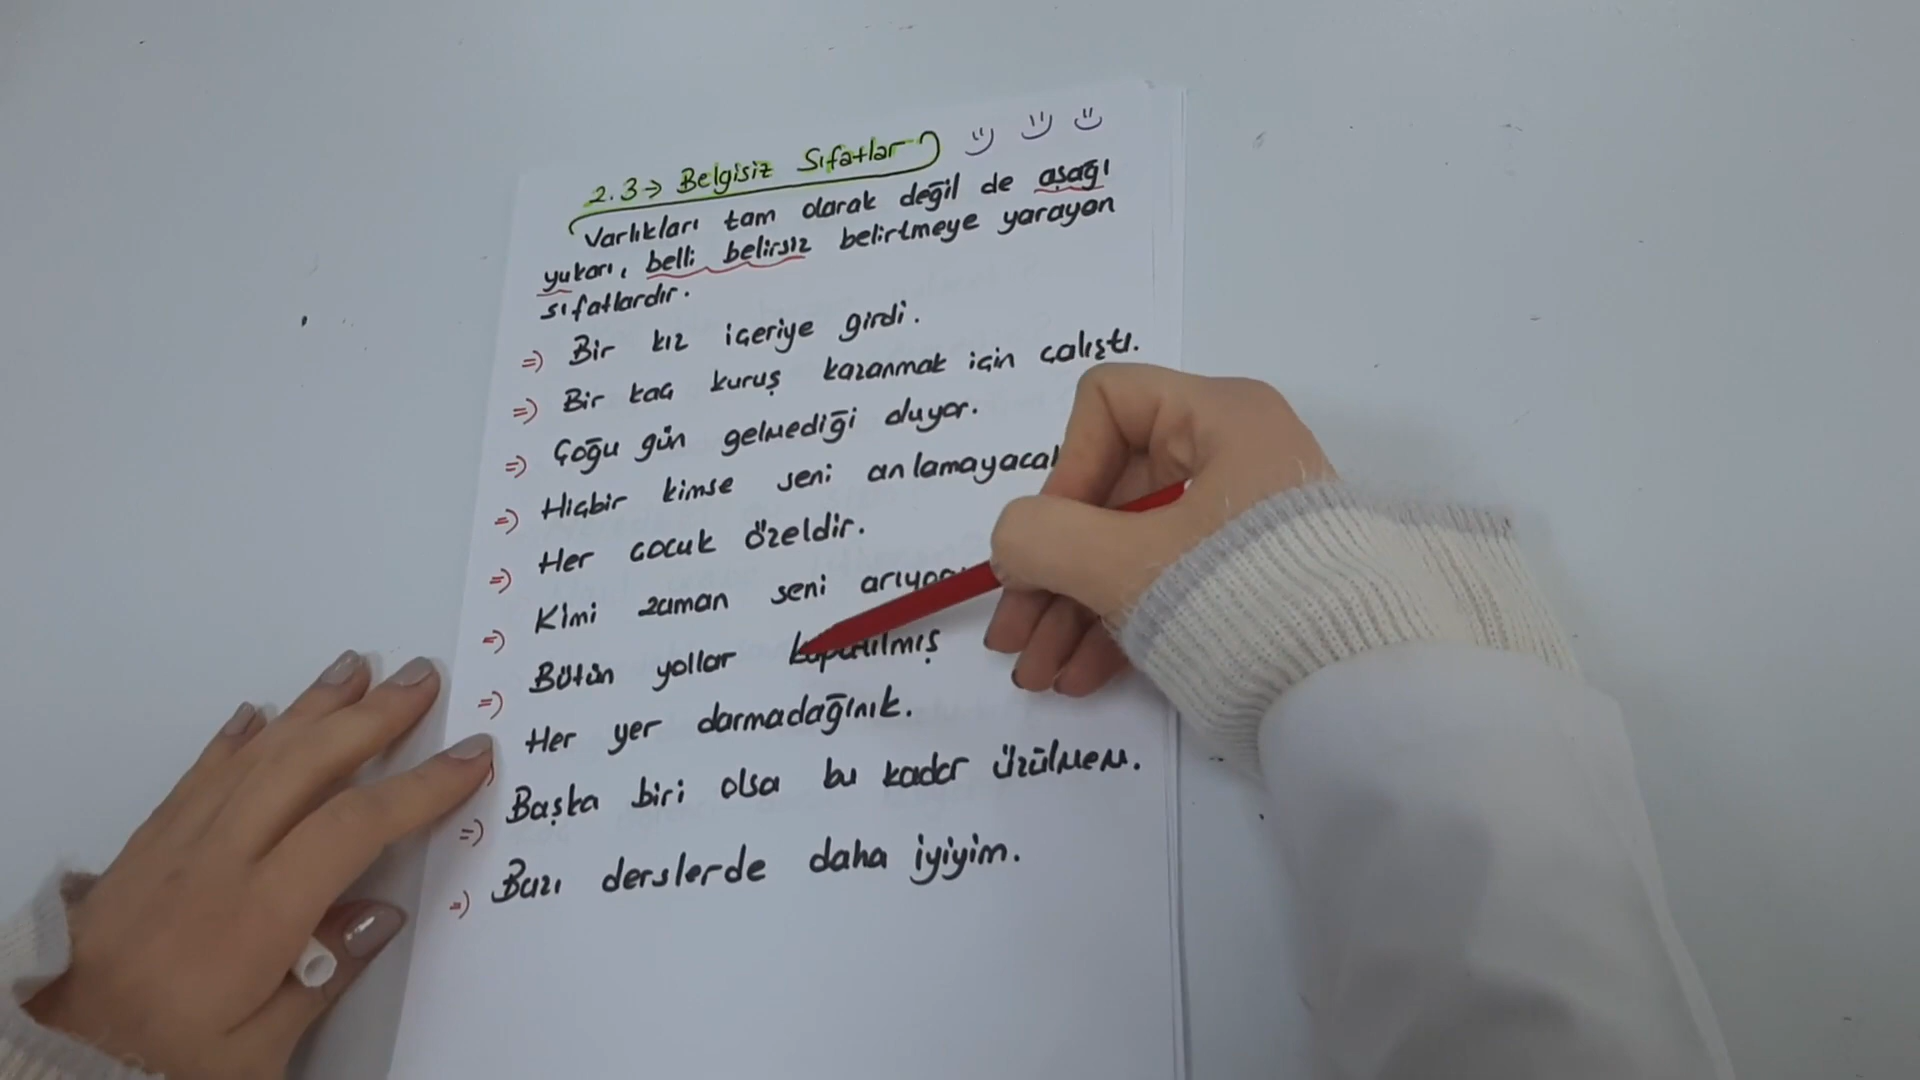 2.3→ Belgisiz Sıfatlar
Varlıkları tam olarak değil de aşağı
yukarı, belli belirsiz belirtmeye yarayan
sıfatlardır.
=) Bir kız içeriye girdi.
=) Bir kaç kuruş kazanmak için çalıştı.
=) Çoğu gün gelmediği oluyor.
=) Hiçbir kimse seni
=) Her çocuk özeldir.
=) Kimi zaman seni
=) Bütün yollar
Her yer darmadağınık.
=) Başka biri olsa bu kadar üzülmem.
=) Bazı derslerde daha iyiyim.